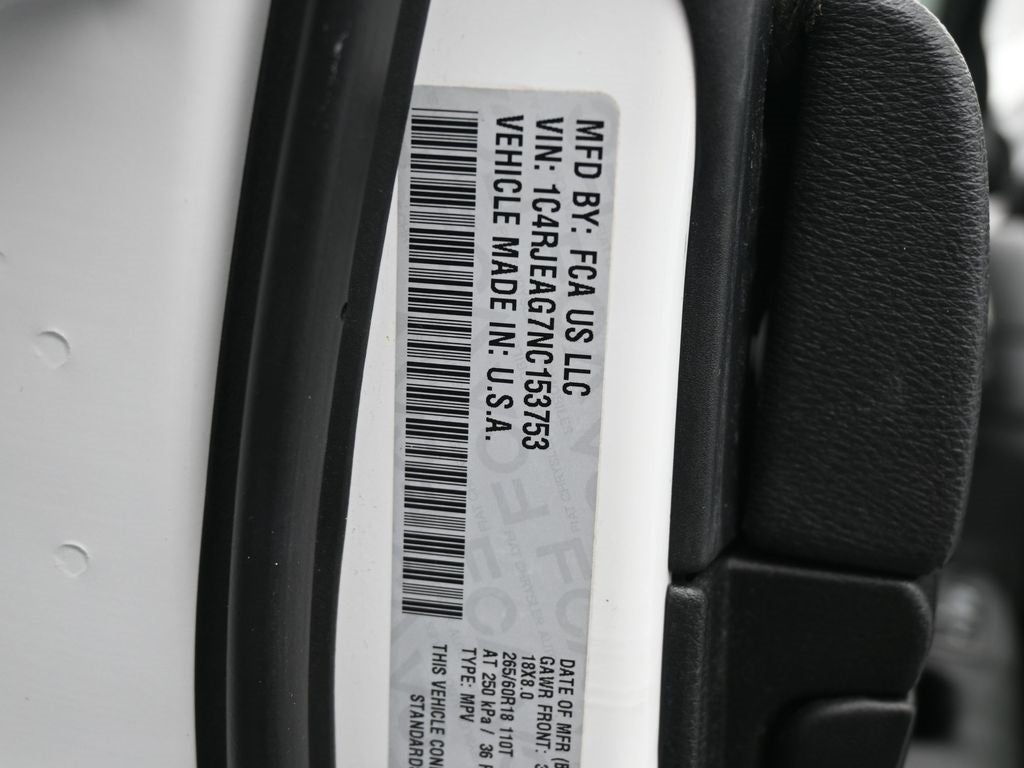 MFD BY: FCA US LLC
VIN: 1C4RJEAG7NC153753
VEHICLE MADE IN: U.S.A.
DATE OF MFR
GAWR FRONT:
18X8.0
265/60R18 110T
AT 250 kPa / 36
TYPE: MPV
THIS VEHICLE